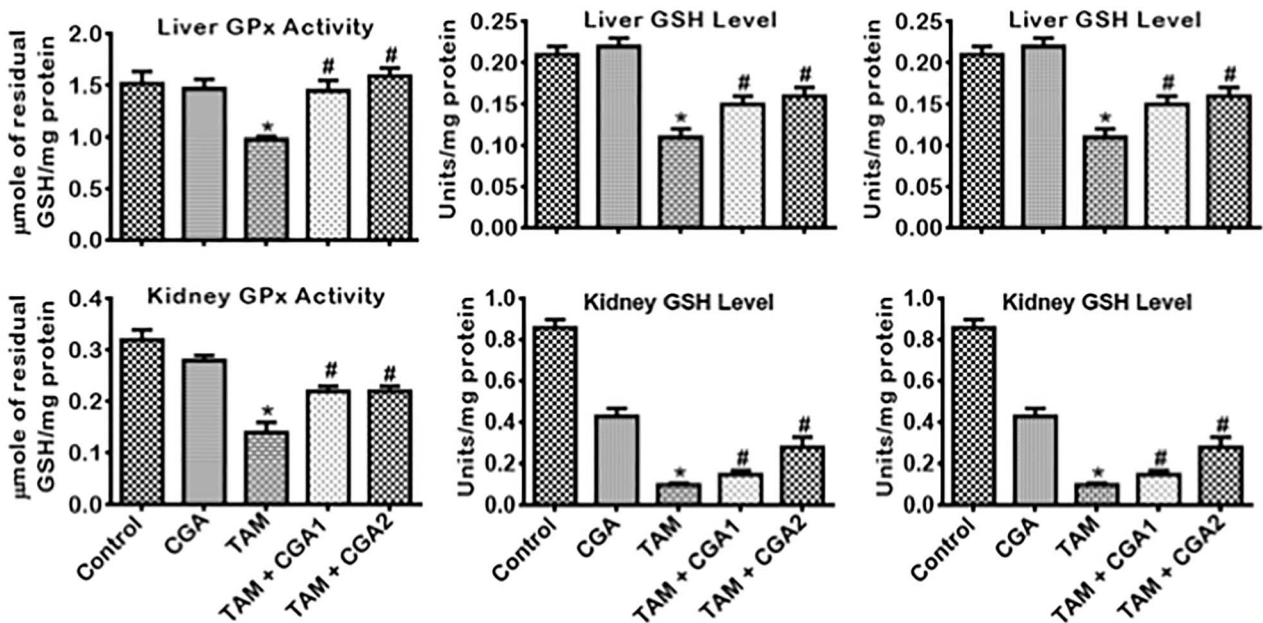 Liver GPx Activity
μmole of residual
GSH/mg protein
2.0
1.5
1.0
0.5
0.0
*
#
#
Liver GSH Level
Units/mg protein
0.25
0.20
0.15
0.10
0.05
0.00
*
#
#
Liver GSH Level
Units/mg protein
0.25
0.20
0.15
0.10
0.05
0.00
*
#
#
Kidney GPx Activity
μmole of residual
GSH/mg protein
0.4
0.3
0.2
0.1
0.0
*
#
#
Control
CGA
TAM
TAM + CGA1
TAM + CGA2
Kidney GSH Level
Units/mg protein
1.0
0.8
0.6
0.4
0.2
0.0
*
#
#
Control
CGA
TAM
TAM + CGA1
TAM + CGA2
Kidney GSH Level
Units/mg protein
1.0
0.8
0.6
0.4
0.2
0.0
*
#
#
Control
CGA
TAM
TAM + CGA1
TAM + CGA2